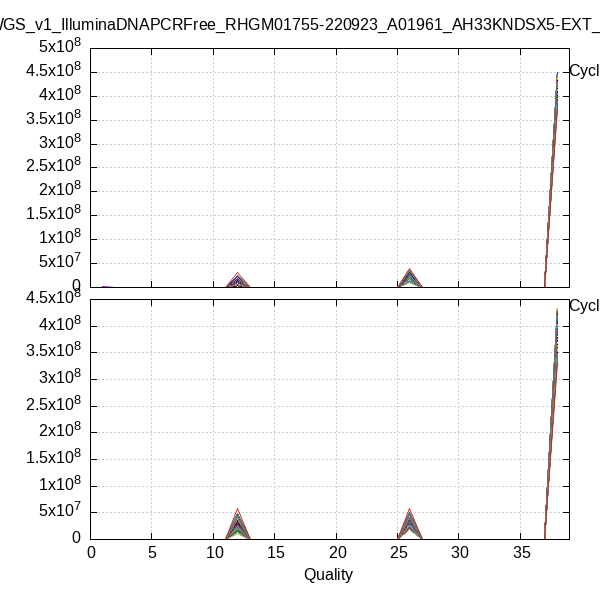 WGS_v1_IlluminaDNAPCRFree_RHGM01755-220923_A01961_AH33KNDSX5-EXT_
5x10^8
4.5x10^8
4x10^8
3.5x10^8
3x10^8
2.5x10^8
2x10^8
1.5x10^8
1x10^8
5x10^7
0
Cycl
4.5x10^8
4x10^8
3.5x10^8
3x10^8
2.5x10^8
2x10^8
1.5x10^8
1x10^8
5x10^7
0
Cycl
0 5 10 15 20 25 30 35
Quality